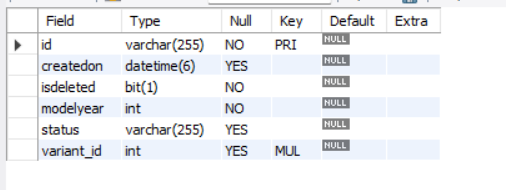 Field Type Null Key Default Extra
id varchar(255) NO PRI NULL
createdon datetime(6) YES NULL
isdeleted bit(1) NO NULL
modelyear int NO NULL
status varchar(255) YES NULL
variant_id int YES MUL NULL